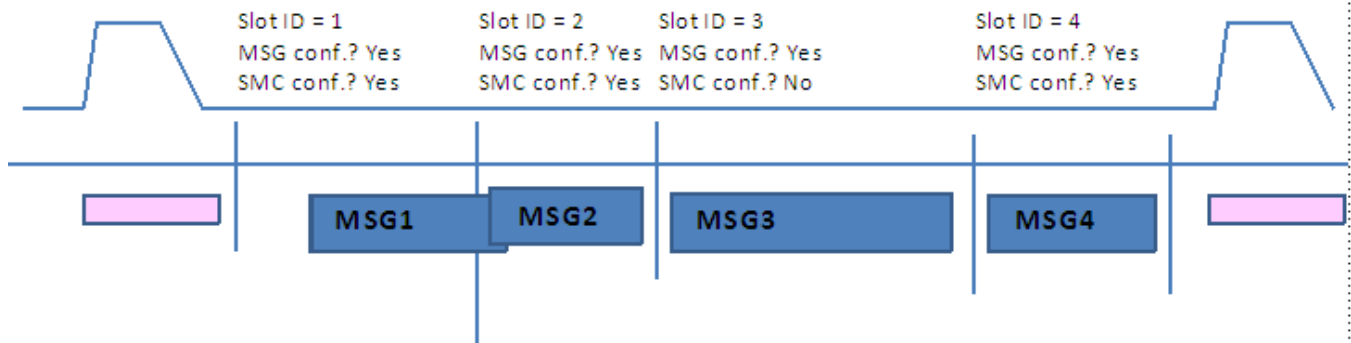 Slot ID = 1
MSG conf.? Yes
SMC conf.? Yes
Slot ID = 2
MSG conf.? Yes
SMC conf.? Yes
Slot ID = 3
MSG conf.? Yes
SMC conf.? No
Slot ID = 4
MSG conf.? Yes
SMC conf.? Yes
MSG1
MSG2
MSG3
MSG4